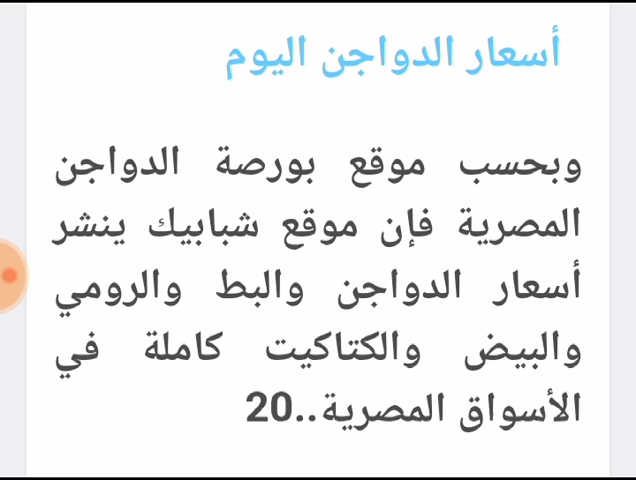 أسعار الدواجن اليوم
وبحسب موقع بورصة الدواجن
المصرية فإن موقع شبابيك ينشر
أسعار الدواجن والبط والرومي
والبيض والكتاكيت كاملة في
الأسواق المصرية..20